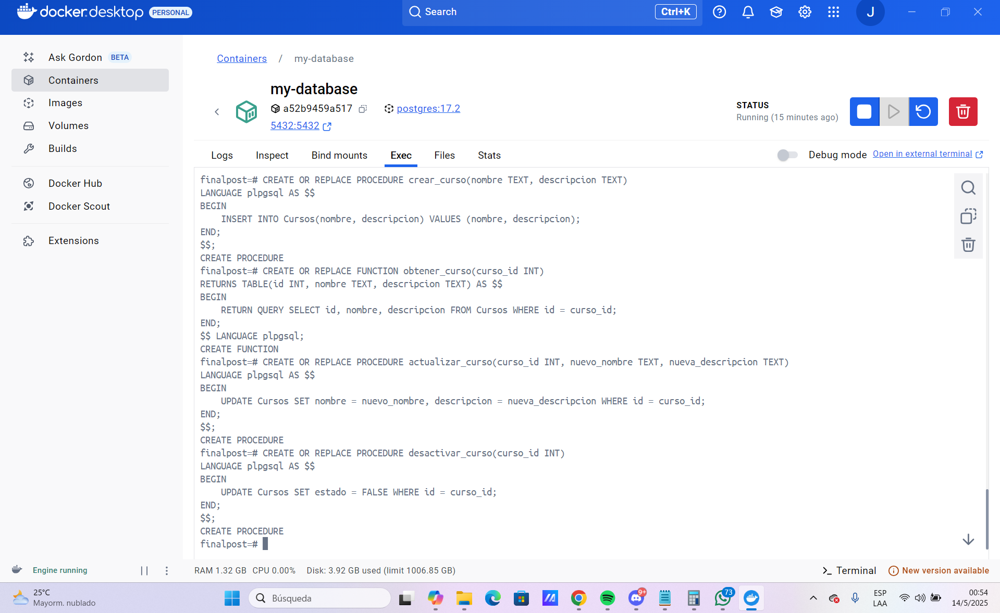 docker.desktop PERSONAL
Search
Ctrl+K
J
Ask Gordon BETA
Containers
Images
Volumes
Builds
Docker Hub
Docker Scout
Extensions
Containers / my-database
my-database
a52b9459a517 postgres:17.2
5432:5432
STATUS
Running (15 minutes ago)
Logs Inspect Bind mounts Exec Files Stats
Debug mode Open in external terminal
finalpost=# CREATE OR REPLACE PROCEDURE crear_curso(nombre TEXT, descripcion TEXT)
LANGUAGE plpgsql AS $$
BEGIN
    INSERT INTO Cursos(nombre, descripcion) VALUES (nombre, descripcion);
END;
$$;
CREATE PROCEDURE
finalpost=# CREATE OR REPLACE FUNCTION obtener_curso(curso_id INT)
RETURNS TABLE(id INT, nombre TEXT, descripcion TEXT) AS $$
BEGIN
    RETURN QUERY SELECT id, nombre, descripcion FROM Cursos WHERE id = curso_id;
END;
$$ LANGUAGE plpgsql;
CREATE FUNCTION
finalpost=# CREATE OR REPLACE PROCEDURE actualizar_curso(curso_id INT, nuevo_nombre TEXT, nueva_descripcion TEXT)
LANGUAGE plpgsql AS $$
BEGIN
    UPDATE Cursos SET nombre = nuevo_nombre, descripcion = nueva_descripcion WHERE id = curso_id;
END;
$$;
CREATE PROCEDURE
finalpost=# CREATE OR REPLACE PROCEDURE desactivar_curso(curso_id INT)
LANGUAGE plpgsql AS $$
BEGIN
    UPDATE Cursos SET estado = FALSE WHERE id = curso_id;
END;
$$;
CREATE PROCEDURE
finalpost=#
Engine running
RAM 1.32 GB CPU 0.00% Disk: 3.92 GB used (limit 1006.85 GB)
Terminal
New version available
25°C
Mayorm. nublado
Búsqueda
9+
73
ESP
LAA
00:54
14/5/2025